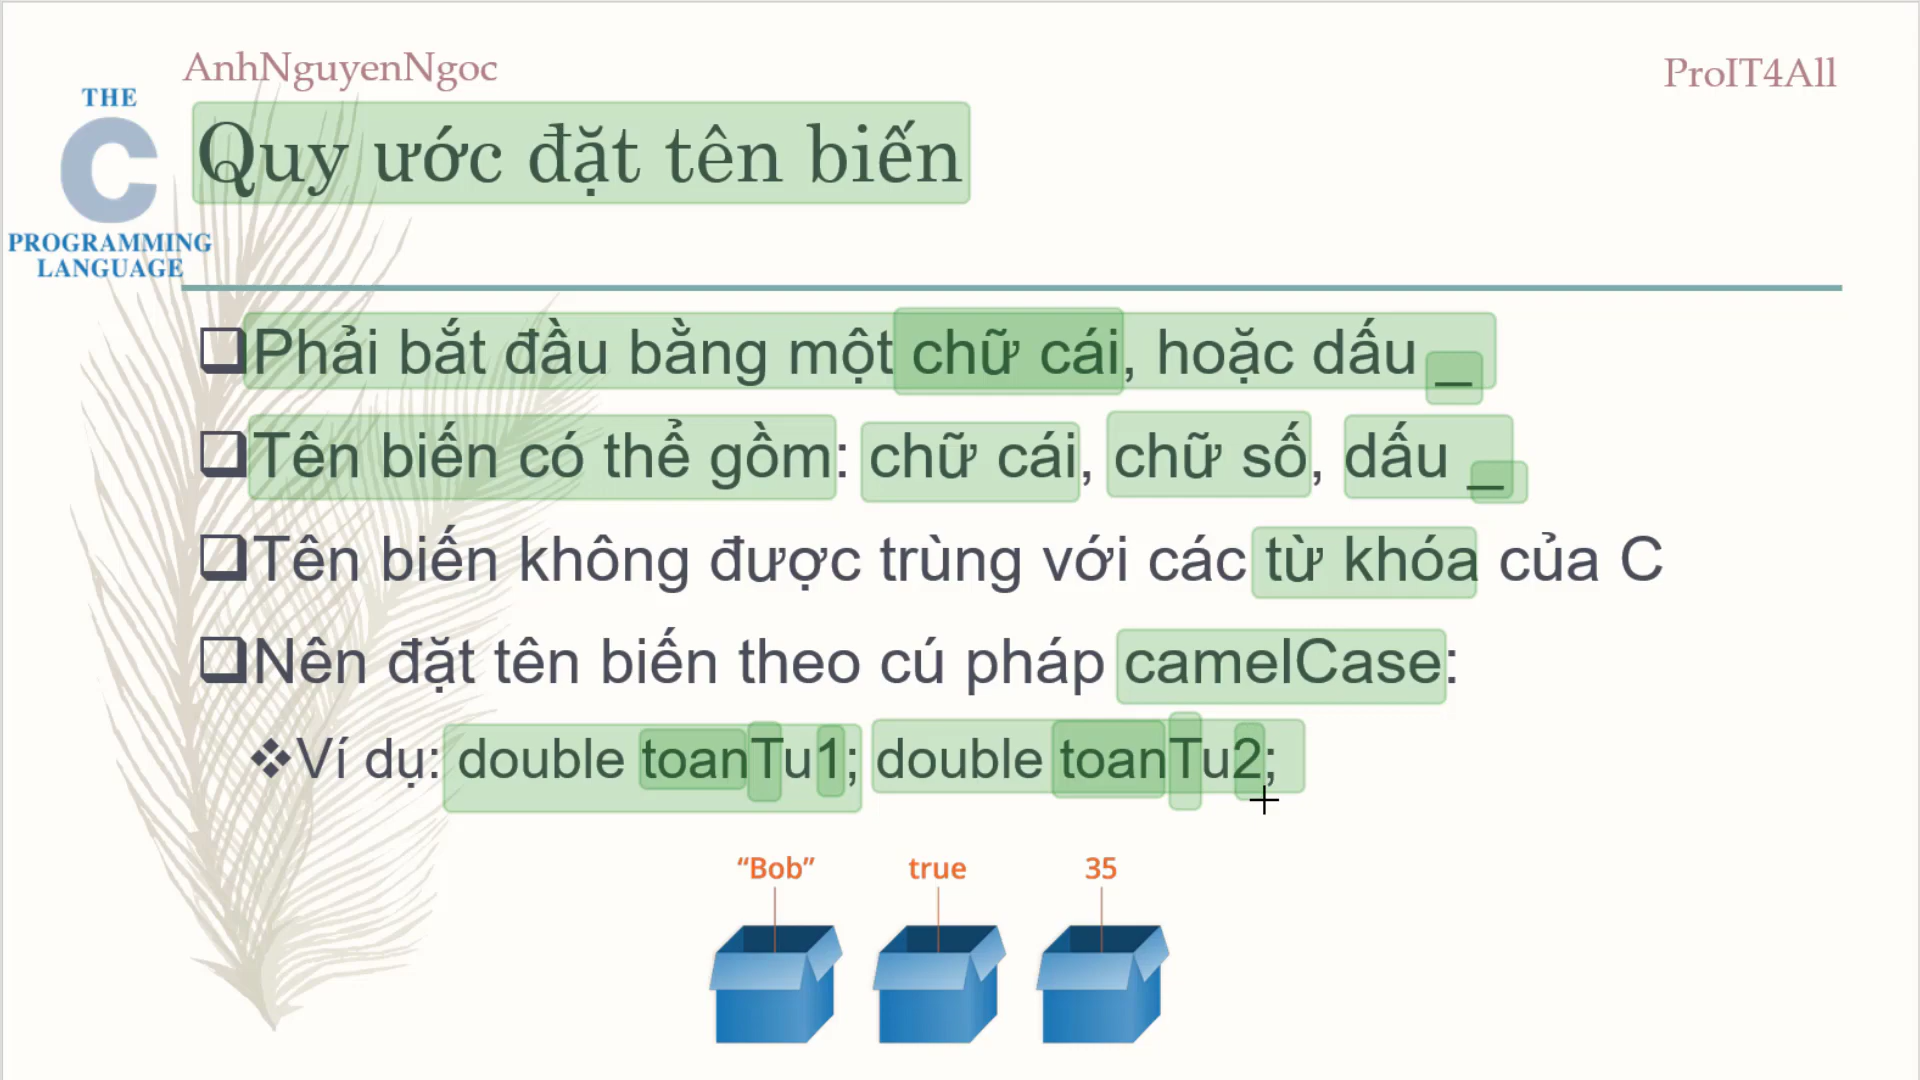 AnhNguyenNgoc
ProIT4All
THE
C
PROGRAMMING
LANGUAGE
Quy ước đặt tên biến
Phải bắt đầu bằng một chữ cái, hoặc dấu _
Tên biến có thể gồm: chữ cái, chữ số, dấu _
Tên biến không được trùng với các từ khóa của C
Nên đặt tên biến theo cú pháp camelCase:
Ví dụ: double toanTu1; double toanTu2;
“Bob” true 35